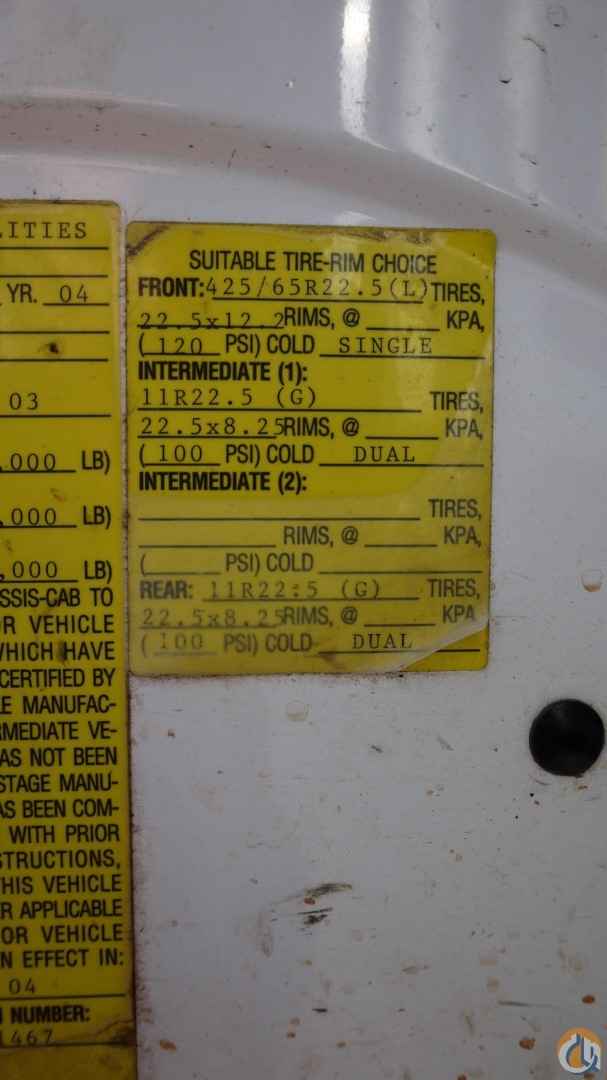 LITIES
YR. 04
03
,000 LB)
,000 LB)
,000 LB)
SSIS-CAB TO
R VEHICLE
WHICH HAVE
CERTIFIED BY
LE MANUFAC-
RMEDIATE VE-
AS NOT BEEN
STAGE MANU-
AS BEEN COM-
WITH PRIOR
STRUCTIONS,
THIS VEHICLE
R APPLICABLE
OR VEHICLE
N EFFECT IN:
04
N NUMBER:
1467
SUITABLE TIRE-RIM CHOICE
FRONT: 425/65R22.5(L) TIRES,
22.5x12.2 RIMS, @ KPA,
( 120 PSI) COLD SINGLE
INTERMEDIATE (1):
11R22.5 (G) TIRES,
22.5x8.25 RIMS, @ KPA,
( 100 PSI) COLD DUAL
INTERMEDIATE (2):
TIRES,
RIMS, @ KPA,
( PSI) COLD
REAR: 11R22.5 (G) TIRES,
22.5x8.25 RIMS, @ KPA
( 100 PSI) COLD DUAL